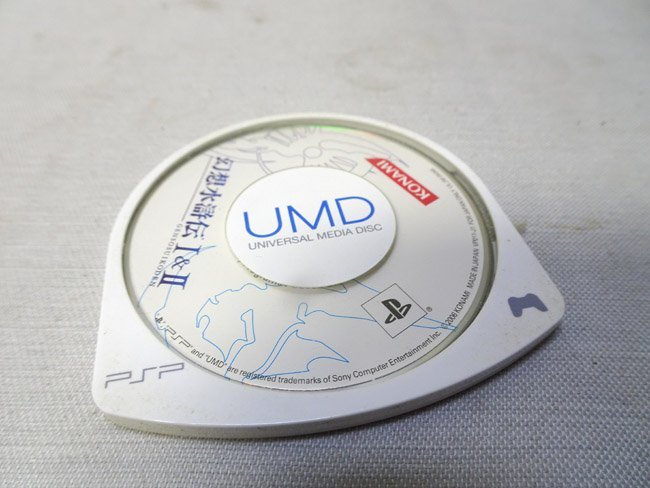 幻想水滸伝 I&II
GENSOSUIKODEN
KONAMI
UMD
UNIVERSAL MEDIA DISC
PSP
"PSP" and "UMD" are registered trademarks of Sony Computer Entertainment Inc. ©2006 KONAMI MADE IN JAPAN